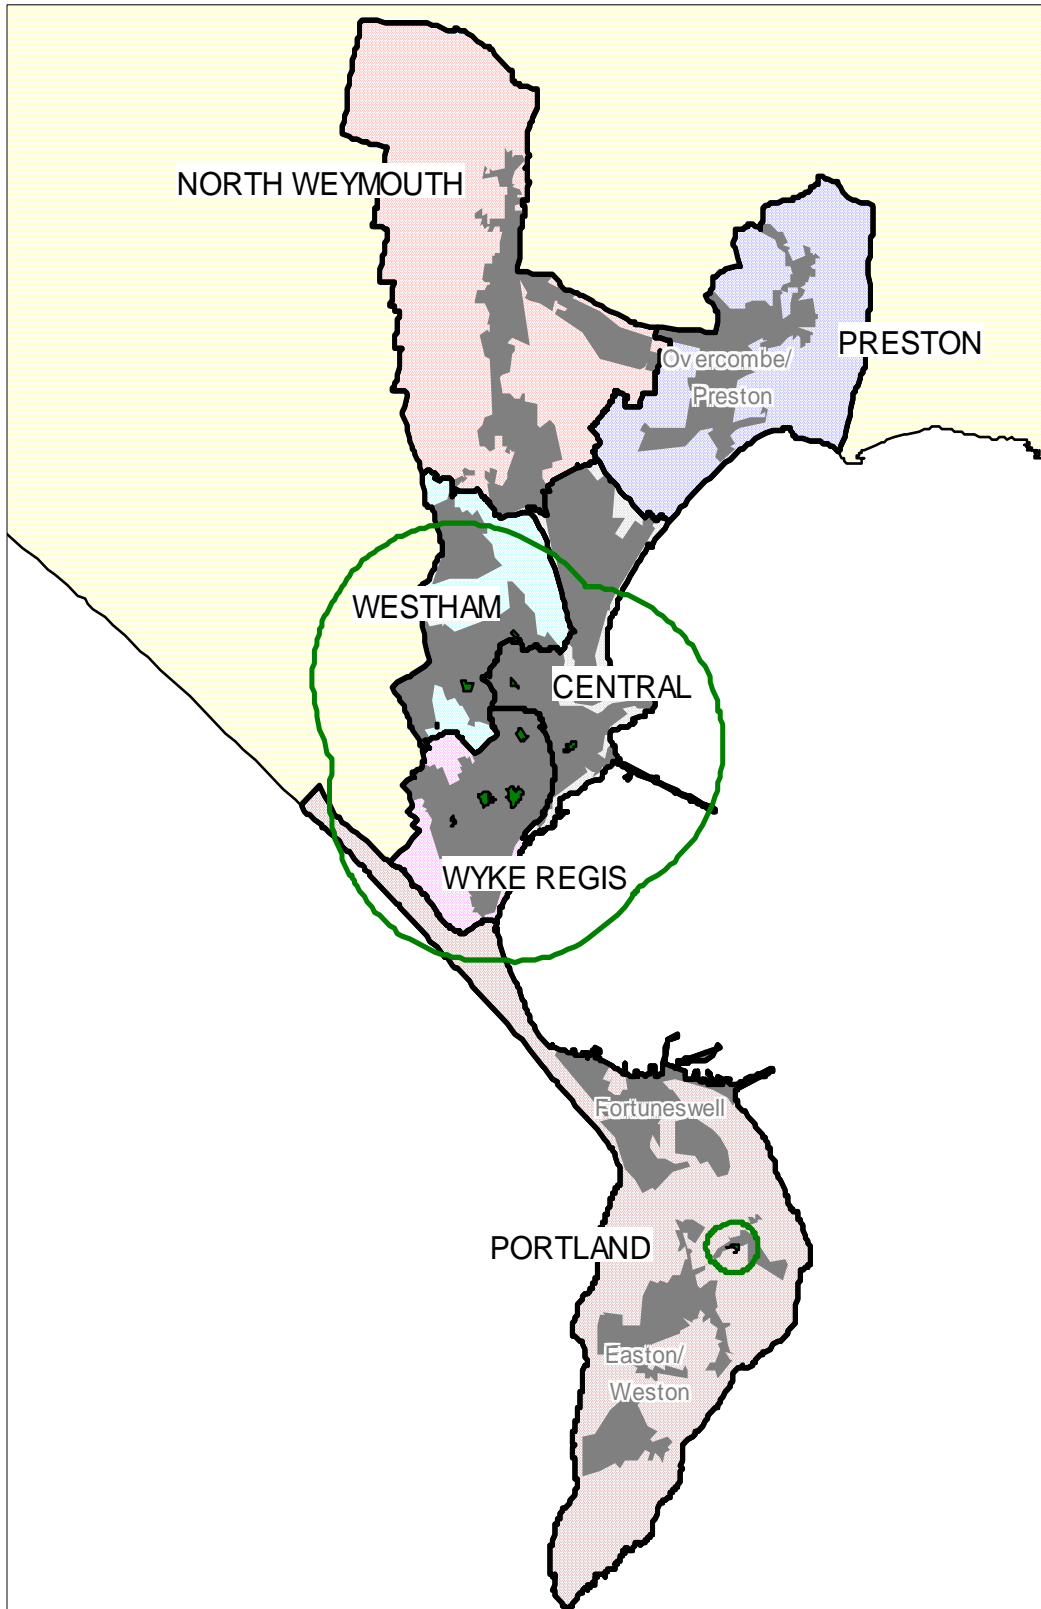 NORTH WEYMOUTH
PRESTON
Overcombe/
Preston
WESTHAM
CENTRAL
WYKE REGIS
Fortuneswell
PORTLAND
Easton/
Weston